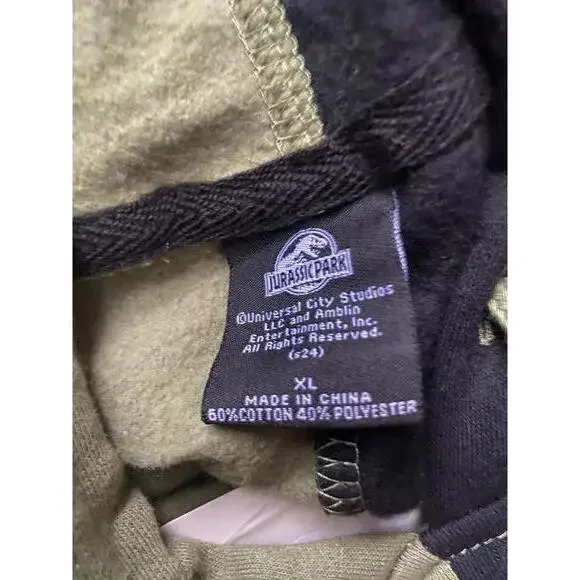 JURASSIC PARK
©Universal City Studios
LLC and Amblin
Entertainment, Inc.
All Rights Reserved.
(s24)
XL
MADE IN CHINA
60%COTTON 40% POLYESTER